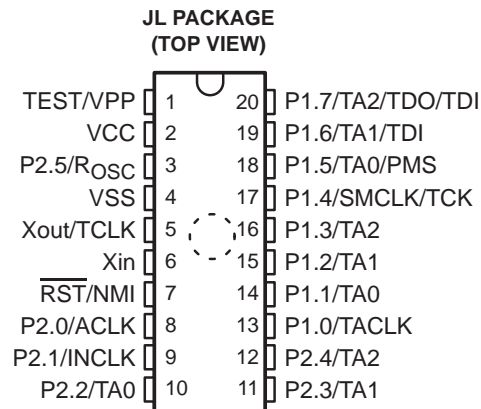 JL PACKAGE
(TOP VIEW)
TEST/VPP 1 20 P1.7/TA2/TDO/TDI
VCC 2 19 P1.6/TA1/TDI
P2.5/ROSC 3 18 P1.5/TA0/PMS
VSS 4 17 P1.4/SMCLK/TCK
Xout/TCLK 5 16 P1.3/TA2
Xin 6 15 P1.2/TA1
RST/NMI 7 14 P1.1/TA0
P2.0/ACLK 8 13 P1.0/TACLK
P2.1/INCLK 9 12 P2.4/TA2
P2.2/TA0 10 11 P2.3/TA1